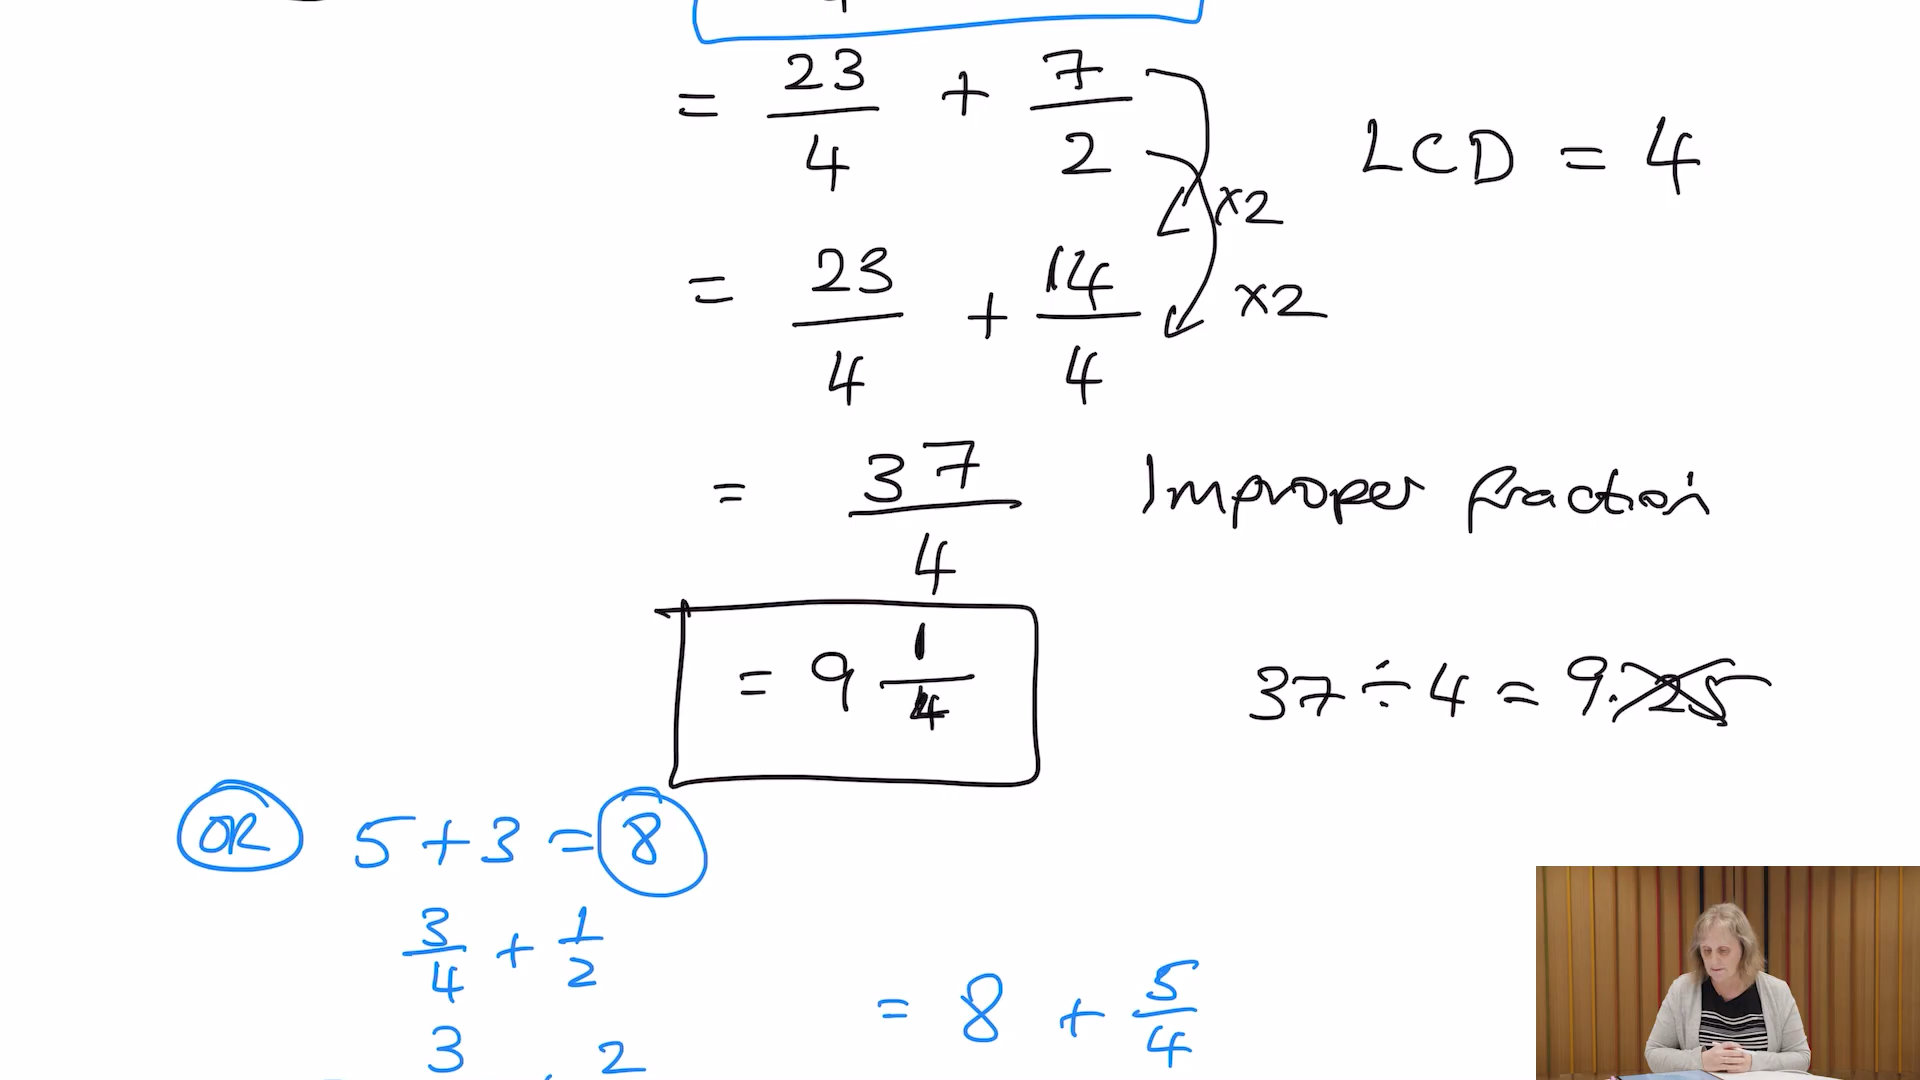 = 23/4 + 7/2
LCD = 4
×2
= 23/4 + 14/4
×2
= 37/4 Improper fraction
= 9 1/4
37 ÷ 4 = 9.25
OR 5 + 3 = 8
3/4 + 1/2
= 8 + 5/4
3 2